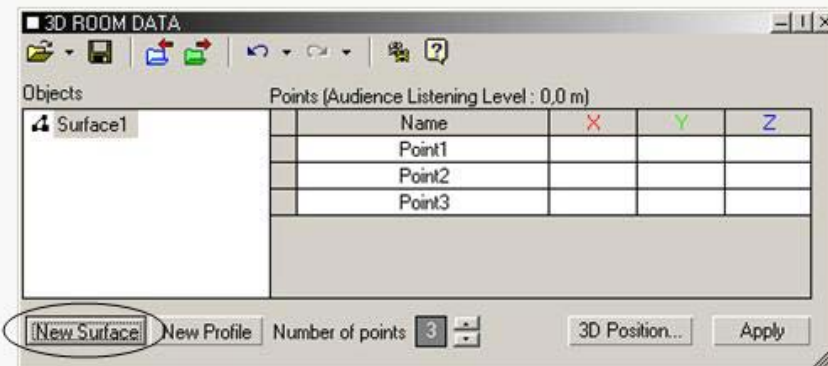 3D ROOM DATA
Objects
Points (Audience Listening Level : 0,0 m)
Surface1
Name X Y Z
Point1
Point2
Point3
New Surface New Profile Number of points 3 3D Position... Apply